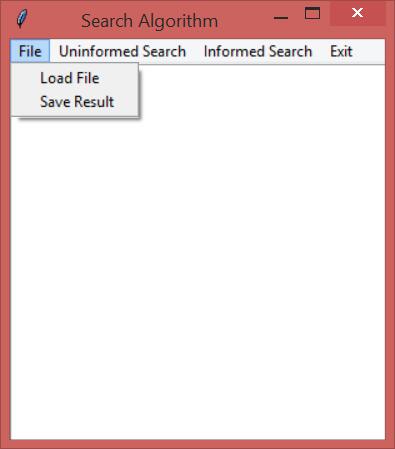 Search Algorithm
File Uninformed Search Informed Search Exit
Load File
Save Result